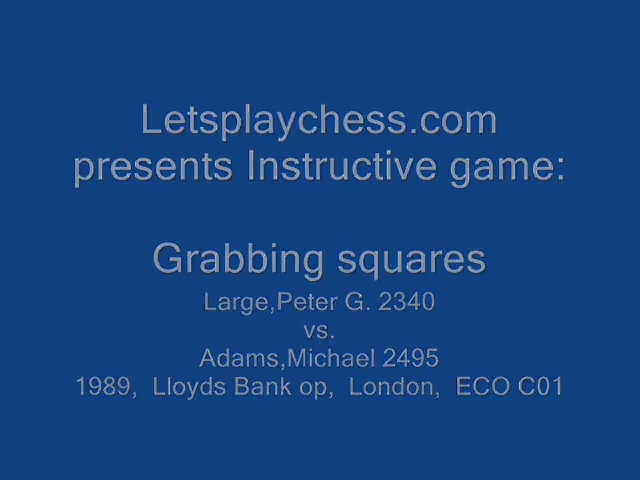 Letsplaychess.com
presents Instructive game:
Grabbing squares
Large,Peter G. 2340
vs.
Adams,Michael 2495
1989,  Lloyds Bank op,  London,  ECO C01